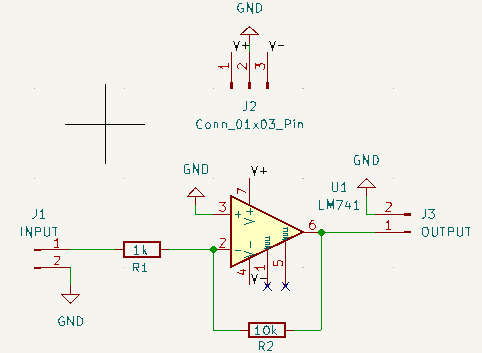 GND
V+ V-
1 2 3
J2
Conn_01x03_Pin
GND
V+
GND
7
U1
LM741
J1
INPUT
3
+
V+
2
J3
1
1k
R1
2
-
V-
6
1
OUTPUT
2
4
V-
1
5
GND
10k
R2